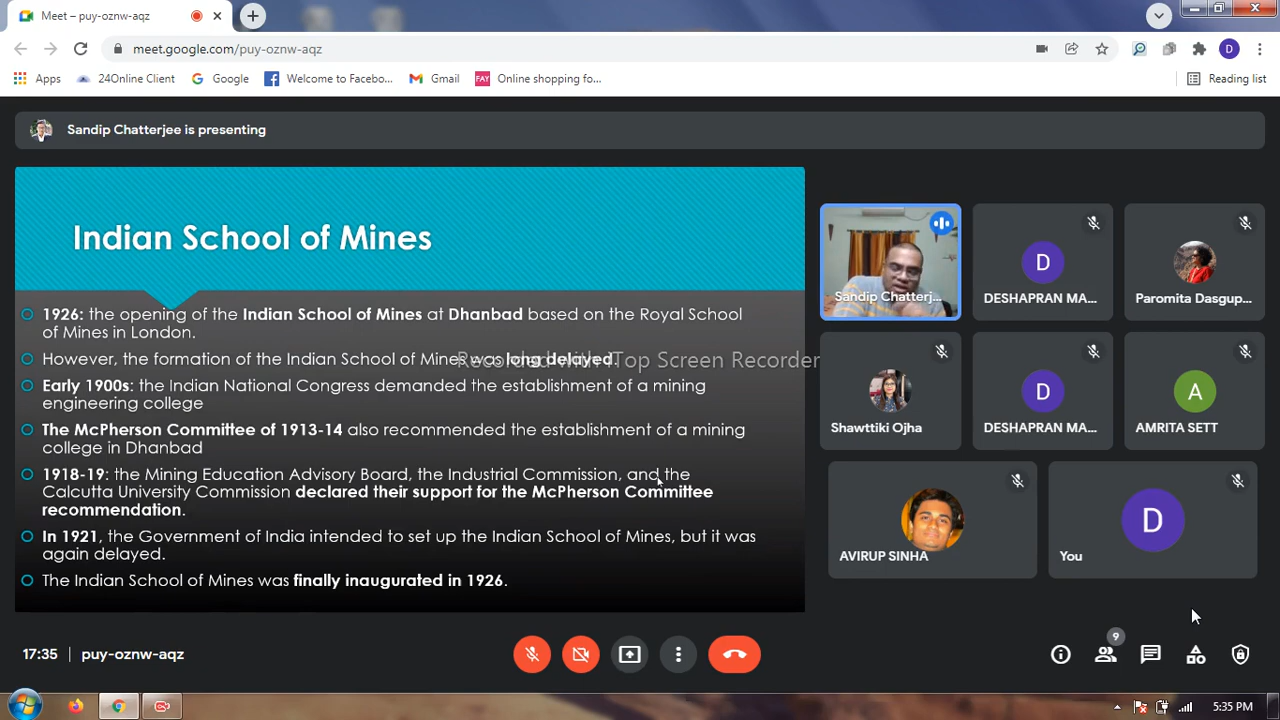 Meet – puy-oznw-aqz
meet.google.com/puy-oznw-aqz
D
Apps 24Online Client Google Welcome to Facebo... Gmail FAY Online shopping fo... Reading list
Sandip Chatterjee is presenting
Indian School of Mines
1926: the opening of the Indian School of Mines at Dhanbad based on the Royal School
of Mines in London.
However, the formation of the Indian School of Mines was long delayed.
Recorded with iTop Screen Recorder
Early 1900s: the Indian National Congress demanded the establishment of a mining
engineering college
The McPherson Committee of 1913-14 also recommended the establishment of a mining
college in Dhanbad
1918-19: the Mining Education Advisory Board, the Industrial Commission, and the
Calcutta University Commission declared their support for the McPherson Committee
recommendation.
In 1921, the Government of India intended to set up the Indian School of Mines, but it was
again delayed.
The Indian School of Mines was finally inaugurated in 1926.
Sandip Chatterj...
D
DESHAPRAN MA...
Paromita Dasgup...
Shawttiki Ojha
D
DESHAPRAN MA...
A
AMRITA SETT
AVIRUP SINHA
D
You
17:35 | puy-oznw-aqz
9
5:35 PM